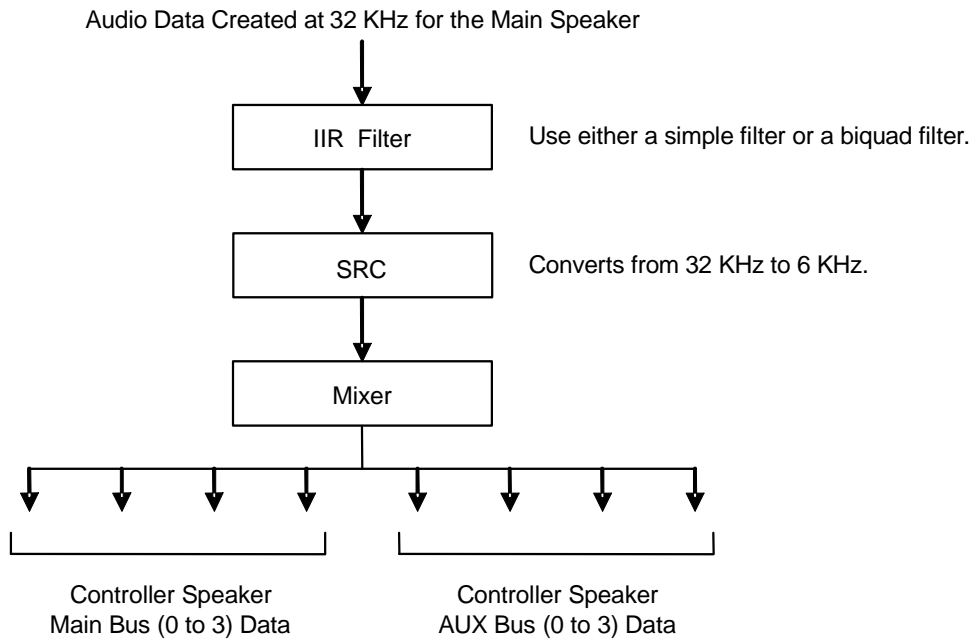 Audio Data Created at 32 KHz for the Main Speaker
IIR Filter
Use either a simple filter or a biquad filter.
SRC
Converts from 32 KHz to 6 KHz.
Mixer
Controller Speaker
Main Bus (0 to 3) Data
Controller Speaker
AUX Bus (0 to 3) Data